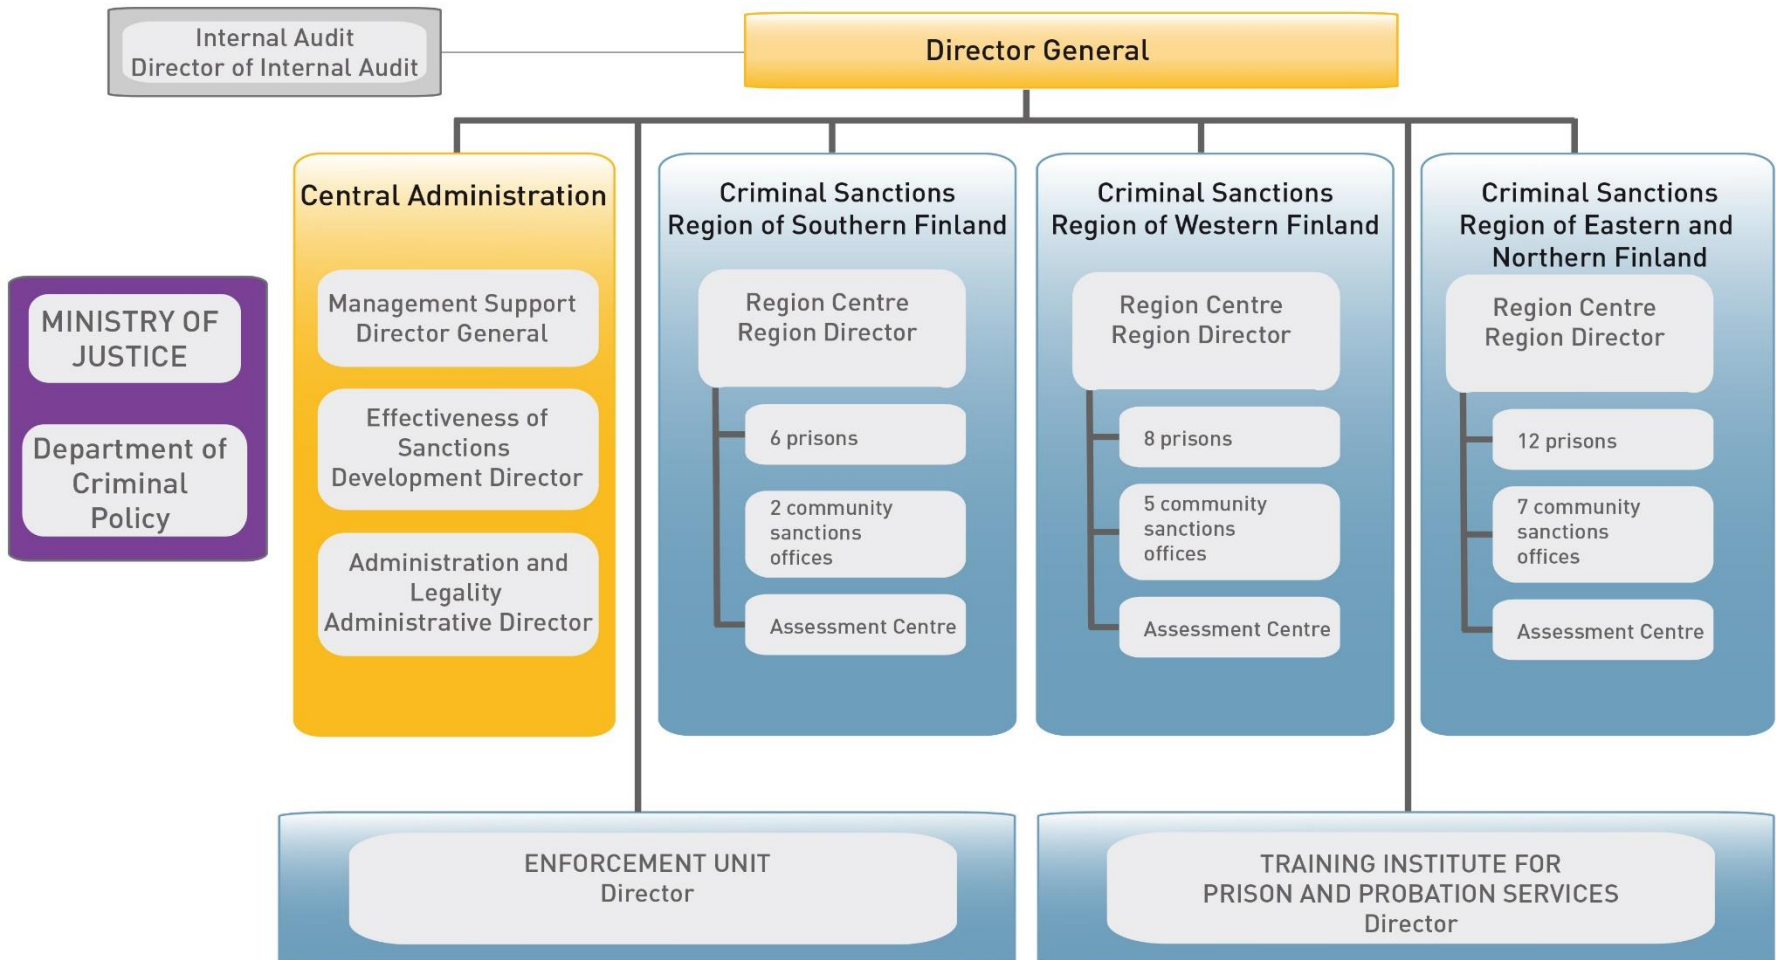 Internal Audit
Director of Internal Audit
Director General
MINISTRY OF
JUSTICE
Department of
Criminal
Policy
Central Administration
Management Support
Director General
Effectiveness of
Sanctions
Development Director
Administration and
Legality
Administrative Director
Criminal Sanctions
Region of Southern Finland
Region Centre
Region Director
6 prisons
2 community
sanctions
offices
Assessment Centre
Criminal Sanctions
Region of Western Finland
Region Centre
Region Director
8 prisons
5 community
sanctions
offices
Assessment Centre
Criminal Sanctions
Region of Eastern and
Northern Finland
Region Centre
Region Director
12 prisons
7 community
sanctions
offices
Assessment Centre
ENFORCEMENT UNIT
Director
TRAINING INSTITUTE FOR
PRISON AND PROBATION SERVICES
Director